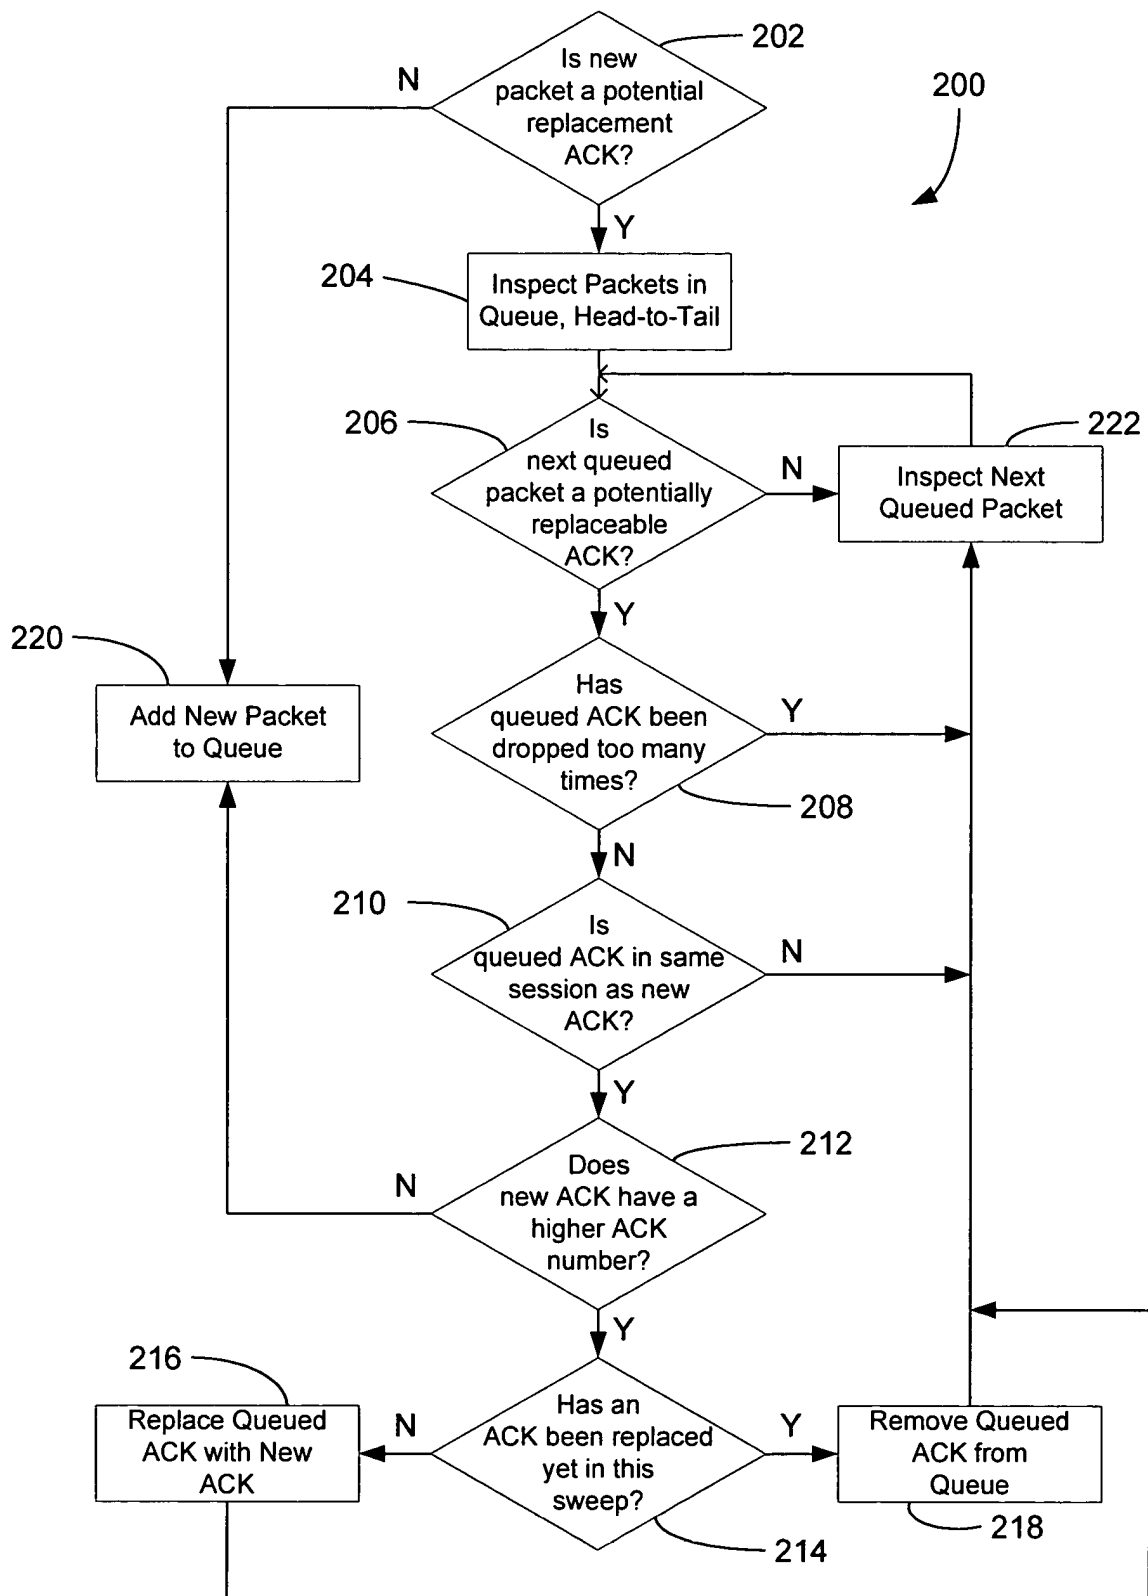 202
Is new
packet a potential
replacement
ACK?
N
200
Y
204
Inspect Packets in
Queue, Head-to-Tail
206
Is
next queued
packet a potentially
replaceable
ACK?
N
222
Inspect Next
Queued Packet
Y
220
Add New Packet
to Queue
Has
queued ACK been
dropped too many
times?
Y
208
N
210
Is
queued ACK in same
session as new
ACK?
N
Y
212
Does
new ACK have a
higher ACK
number?
N
Y
216
Replace Queued
ACK with New
ACK
N
Has an
ACK been replaced
yet in this
sweep?
Y
Remove Queued
ACK from
Queue
214
218